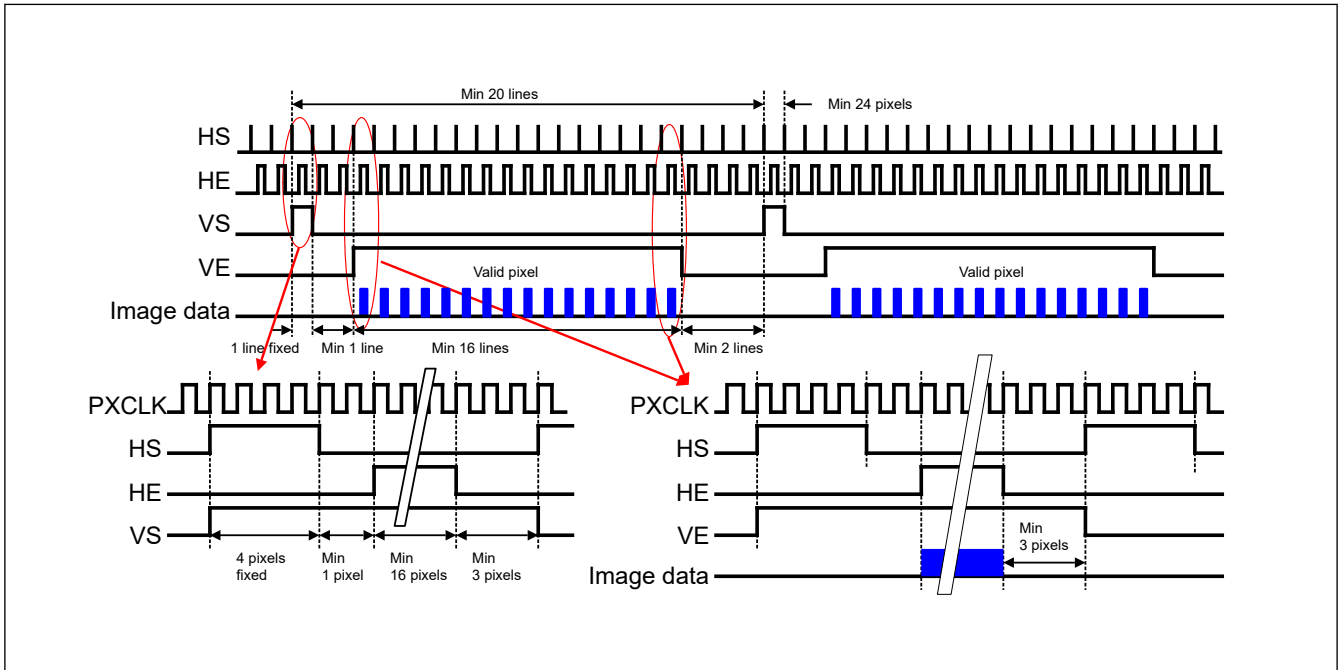 Min 20 lines
Min 24 pixels
HS
HE
VS
VE
Valid pixel
Valid pixel
Image data
1 line fixed
Min 1 line
Min 16 lines
Min 2 lines
PXCLK
HS
HE
VS
4 pixels
fixed
Min
1 pixel
Min
16 pixels
Min
3 pixels
PXCLK
HS
HE
VE
Min
3 pixels
Image data